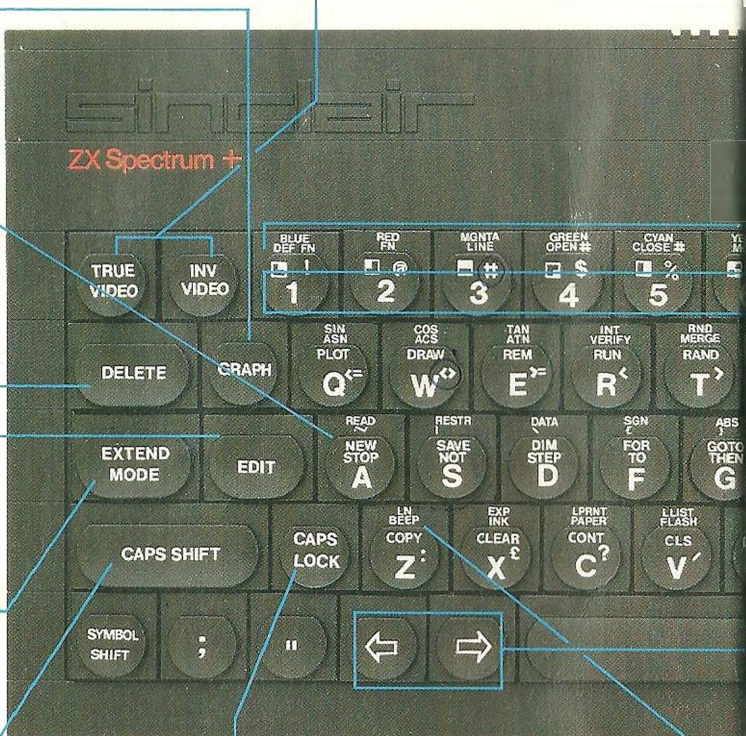 sinclair
ZX Spectrum +
BLUE RED MGNTA GREEN CYAN
DEF FN FN LINE OPEN # CLOSE #
TRUE VIDEO INV VIDEO ! 1 @ 2 # 3 $ 4 % 5
SIN COS TAN INT RND
ASN ACS ATN VERIFY MERGE
DELETE GRAPH PLOT Q <= DRAW W <> REM E >= RUN R < RAND T >
READ RESTR DATA SGN ABS
~ | \ { [
EXTEND MODE EDIT NEW STOP A SAVE NOT S DIM STEP D FOR TO F GOTO THEN G
LN EXP LPRNT LLIST
BEEP INK PAPER FLASH
CAPS SHIFT CAPS LOCK COPY Z : CLEAR X £ CONT C ? CLS V /
SYMBOL SHIFT ; " ⇦ ⇨